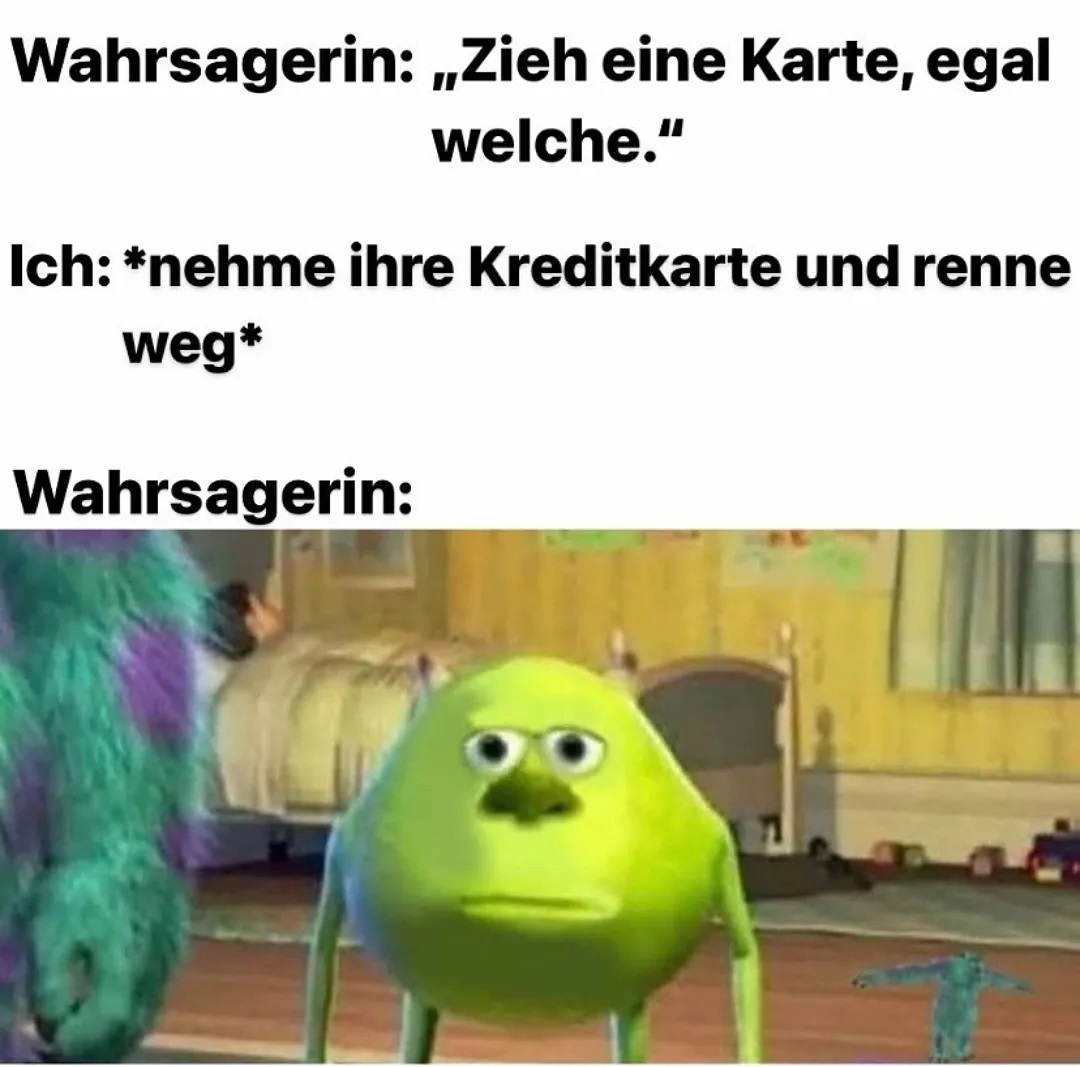 Wahrsagerin: „Zieh eine Karte, egal
welche.“
Ich: *nehme ihre Kreditkarte und renne
weg*
Wahrsagerin: